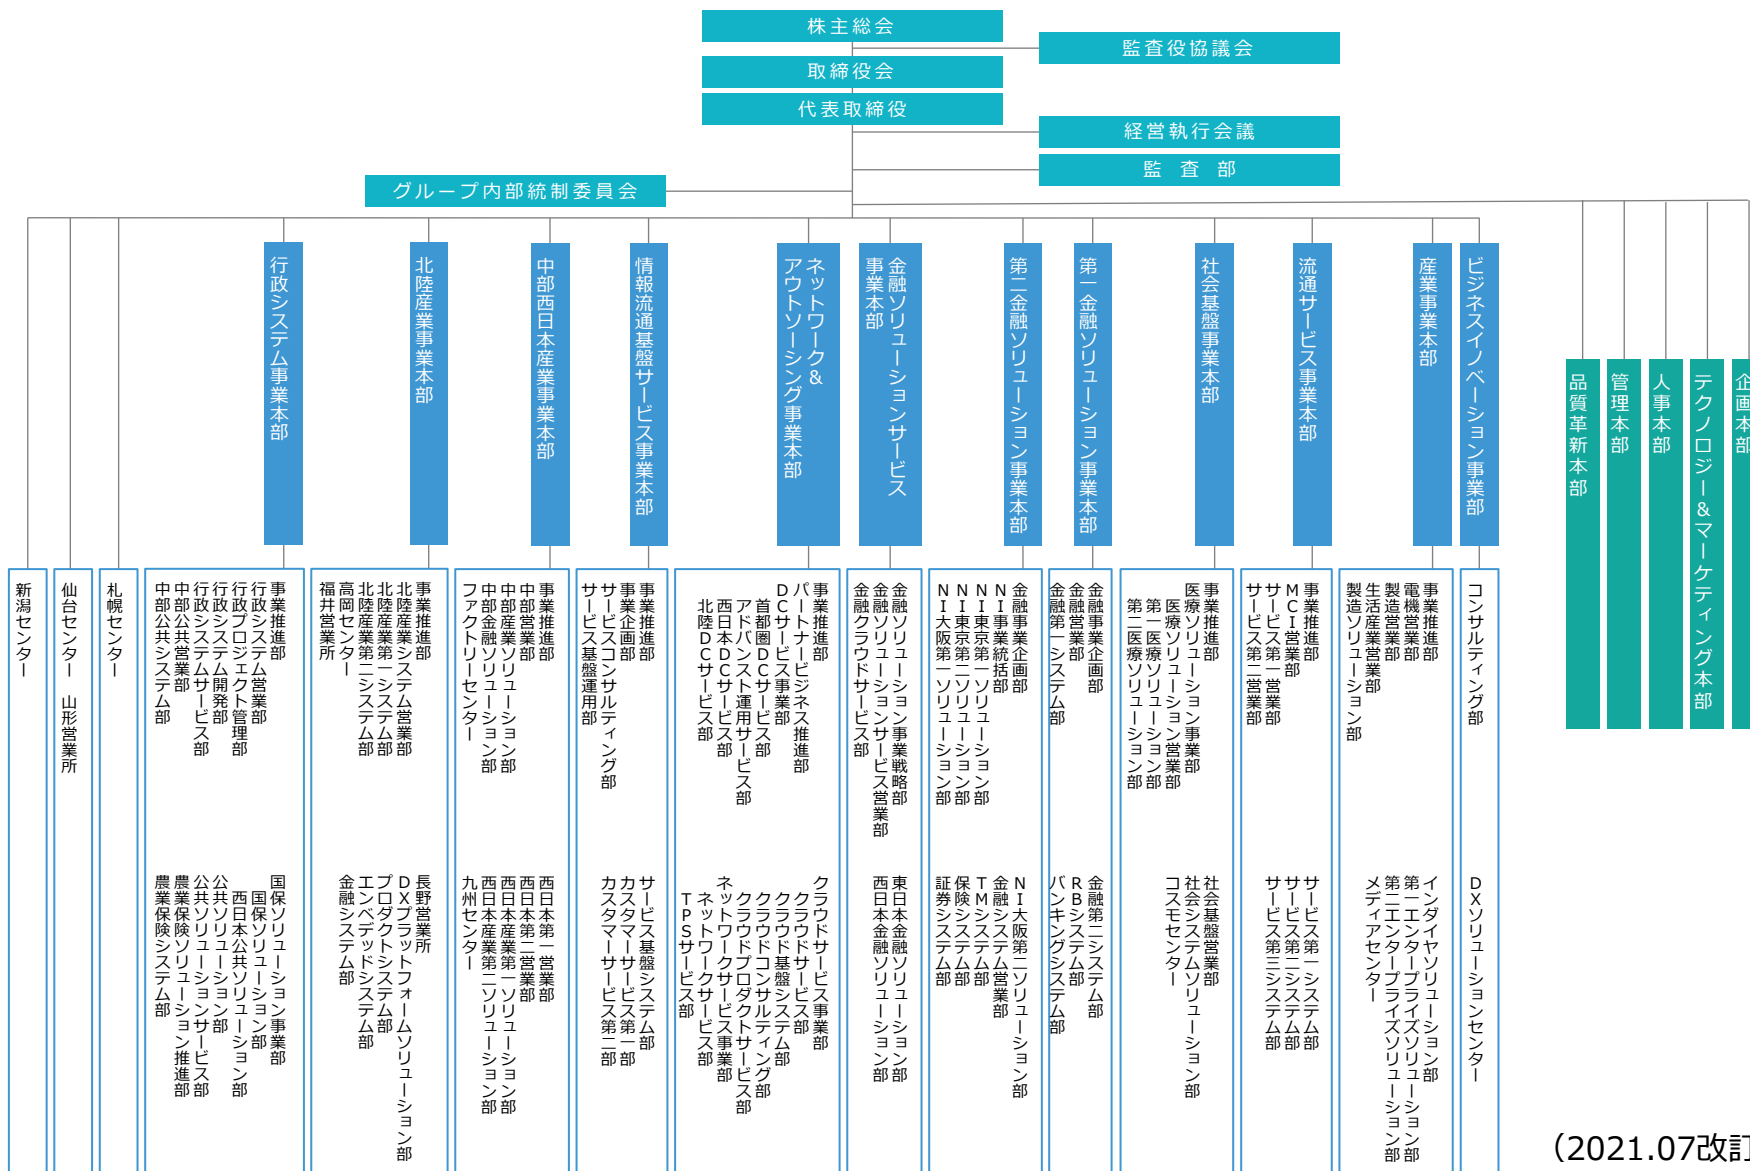 株主総会
監査役協議会
取締役会
代表取締役
経営執行会議
監査部
グループ内部統制委員会
ビジネスイノベーション事業部
コンサルティング部
DXソリューションセンター
産業事業本部
事業推進部
電機営業部
製造営業部
生活産業営業部
製造ソリューション部
インダイヤソリューション部
第一エンタープライズソリューション部
第二エンタープライズソリューション部
メディアセンター
流通サービス事業本部
事業推進部
MCI営業部
サービス第一営業部
サービス第二営業部
サービス第一システム部
サービス第二システム部
サービス第三システム部
社会基盤事業本部
事業推進部
医療ソリューション事業部
医療ソリューション営業部
第一医療ソリューション部
第二医療ソリューション部
社会基盤営業部
社会システムソリューション部
コスモセンター
第一金融ソリューション事業本部
金融事業企画部
金融営業部
金融第一システム部
金融第二システム部
RBシステム部
バンキングシステム部
第二金融ソリューション事業本部
金融事業企画部
NI事業統括部
NI東京第一ソリューション部
NI東京第二ソリューション部
NI大阪第一ソリューション部
NI大阪第二ソリューション部
金融システム営業部
TMシステム部
保険システム部
証券システム部
金融ソリューションサービス
事業本部
金融ソリューション事業戦略部
金融ソリューションサービス営業部
金融クラウドサービス部
東日本金融ソリューション部
西日本金融ソリューション部
ネットワーク&
アウトソーシング事業本部
事業推進部
パートナービジネス推進部
DCサービス事業部
首都圏DCサービス部
アドバンスト運用サービス部
西日本DCサービス部
北陸DCサービス部
クラウドサービス事業部
クラウドサービス部
クラウド基盤システム部
クラウドコンサルティング部
クラウドプロダクトサービス部
ネットワークサービス事業部
ネットワークサービス部
TPSサービス部
情報流通基盤サービス事業本部
事業推進部
事業企画部
サービスコンサルティング部
サービス基盤運用部
サービス基盤システム部
カスタマーサービス第一部
カスタマーサービス第二部
中部西日本産業事業本部
事業推進部
中部営業部
中部産業ソリューション部
中部金融ソリューション部
ファクトリーセンター
西日本第一営業部
西日本第二営業部
西日本産業第一ソリューション部
西日本産業第二ソリューション部
九州センター
北陸産業事業本部
事業推進部
北陸産業システム営業部
北陸産業第一システム部
北陸産業第二システム部
高岡センター
福井営業所
長野営業所
DXプラットフォームソリューション部
プロダクトシステム部
エンベデッドシステム部
金融システム部
行政システム事業本部
事業推進部
行政システム営業部
行政プロジェクト管理部
行政システム開発部
行政システムサービス部
中部公共営業部
中部公共システム部
国保ソリューション事業部
国保ソリューション部
西日本公共ソリューション部
公共ソリューション部
公共ソリューションサービス部
農業保険ソリューション推進部
農業保険システム部
札幌センター
仙台センター 山形営業所
新潟センター
企画本部
テクノロジー&マーケティング本部
人事本部
管理本部
品質革新本部
(2021.07改訂